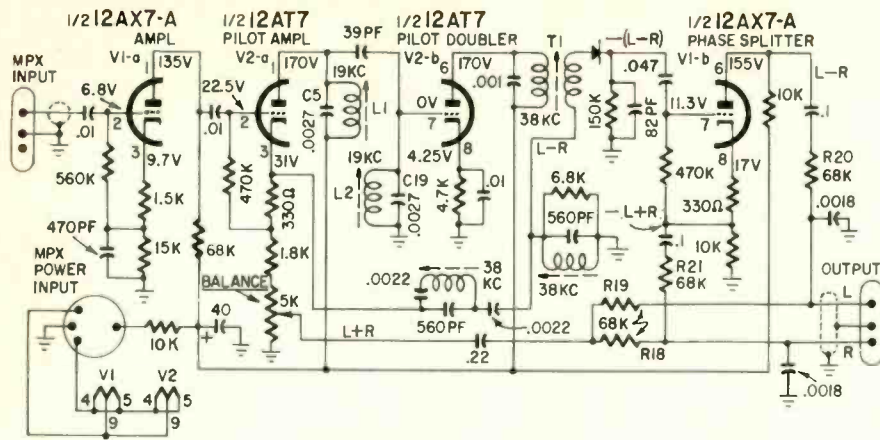 1/2 12AX7-A
AMPL
V1-a
1/2 12AT7
PILOT AMPL
V2-a
39PF
1/2 12AT7
PILOT DOUBLER
V2-b
T1
-(L-R)
1/2 12AX7-A
PHASE SPLITTER
V1-b
MPX
INPUT
1
135V
6.8V
2
.01
3
9.7V
560K
1.5K
470PF
15K
1
170V
22.5V
2
.01
3
31V
470K
330Ω
1.8K
68K
BALANCE
5K
19KC
C5
.0027
L1
19KC
L2
C19
.0027
6
170V
0V
7
4.25V
8
4.7K
.01
.001
38KC
L-R
150K
82PF
.047
6
155V
11.3V
7
8
17V
470K
330Ω
10K
10K
L-R
.1
R20
68K
.0018
6.8K
560PF
38KC
-L+R
.1
R21
68K
.0022
38
KC
560PF
.0022
R19
68K
R18
OUTPUT
L
R
.0018
L+R
.22
MPX
POWER
INPUT
10K
40
+
V1
V2
4
5
4
5
9
9